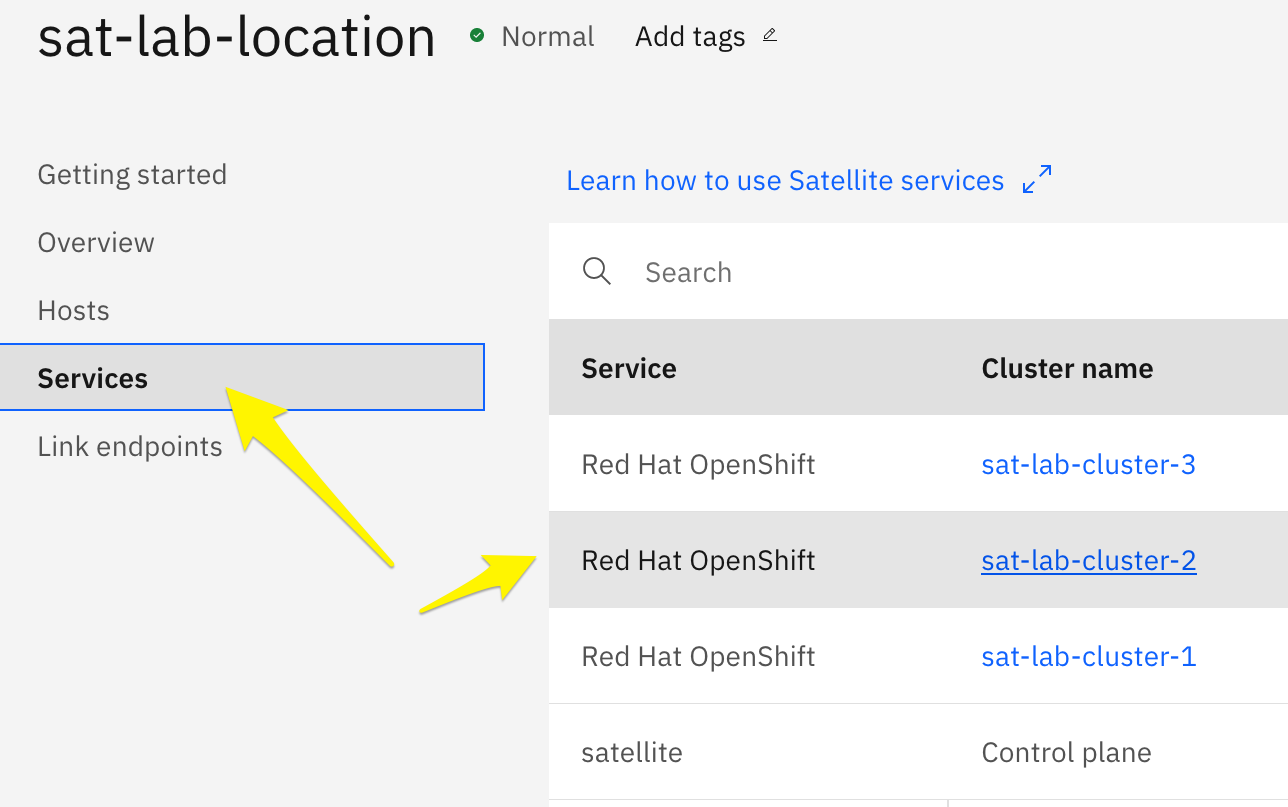 sat-lab-location Normal Add tags
Getting started
Overview
Hosts
Services
Link endpoints
Learn how to use Satellite services
Search
Service Cluster name
Red Hat OpenShift sat-lab-cluster-3
Red Hat OpenShift sat-lab-cluster-2
Red Hat OpenShift sat-lab-cluster-1
satellite Control plane